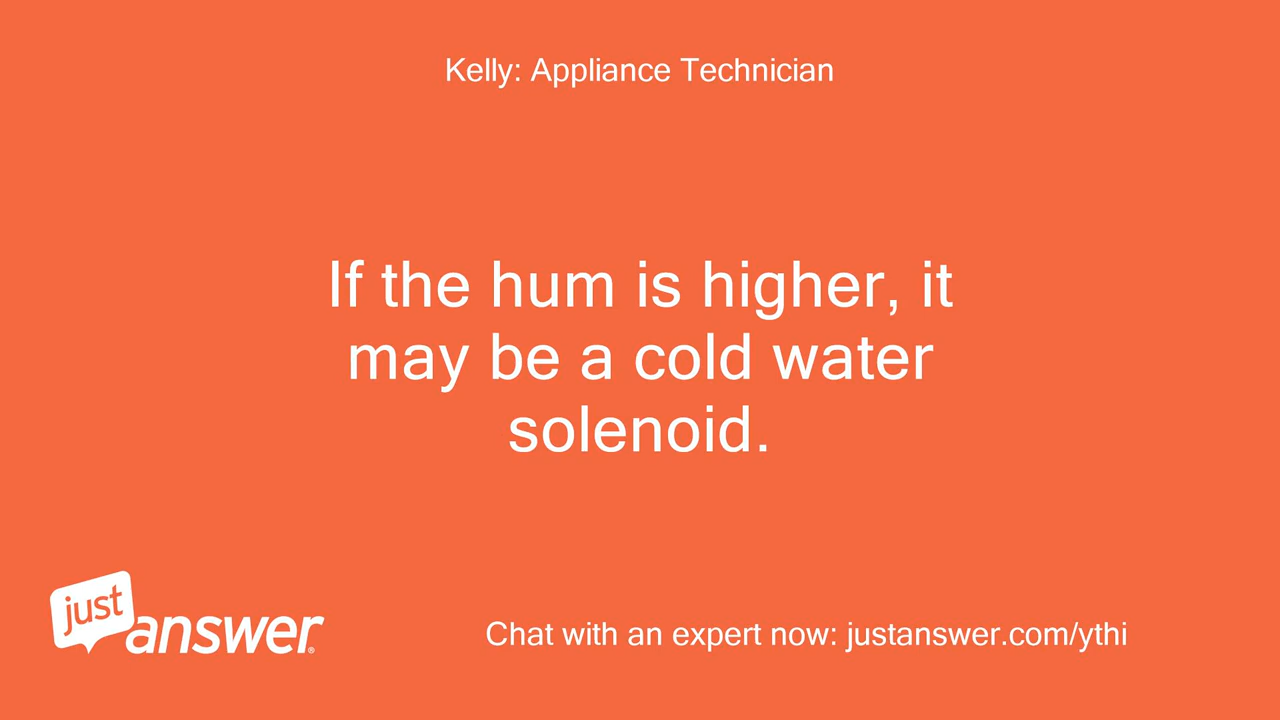 Kelly: Appliance Technician
If the hum is higher, it
may be a cold water
solenoid.
just
answer®
Chat with an expert now: justanswer.com/ythi